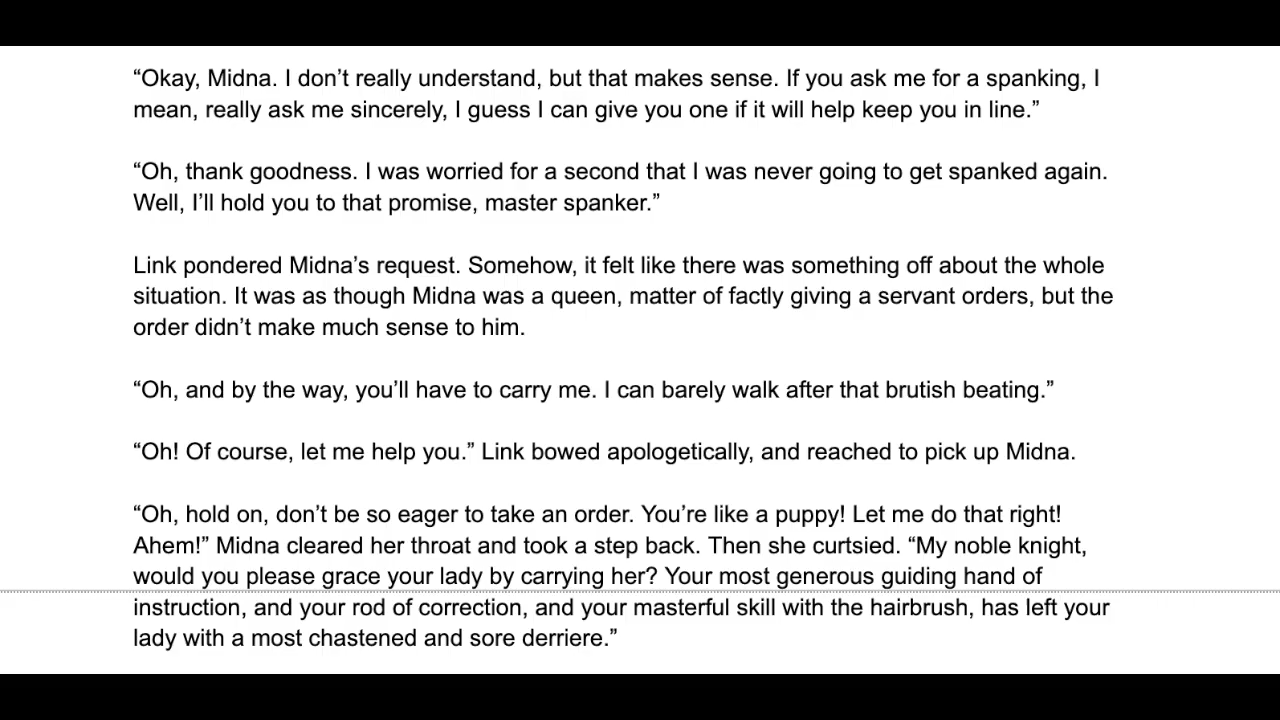 “Okay, Midna. I don’t really understand, but that makes sense. If you ask me for a spanking, I
mean, really ask me sincerely, I guess I can give you one if it will help keep you in line.”
“Oh, thank goodness. I was worried for a second that I was never going to get spanked again.
Well, I’ll hold you to that promise, master spanker.”
Link pondered Midna’s request. Somehow, it felt like there was something off about the whole
situation. It was as though Midna was a queen, matter of factly giving a servant orders, but the
order didn’t make much sense to him.
“Oh, and by the way, you’ll have to carry me. I can barely walk after that brutish beating.”
“Oh! Of course, let me help you.” Link bowed apologetically, and reached to pick up Midna.
“Oh, hold on, don’t be so eager to take an order. You’re like a puppy! Let me do that right!
Ahem!” Midna cleared her throat and took a step back. Then she curtsied. “My noble knight,
would you please grace your lady by carrying her? Your most generous guiding hand of
instruction, and your rod of correction, and your masterful skill with the hairbrush, has left your
lady with a most chastened and sore derriere.”